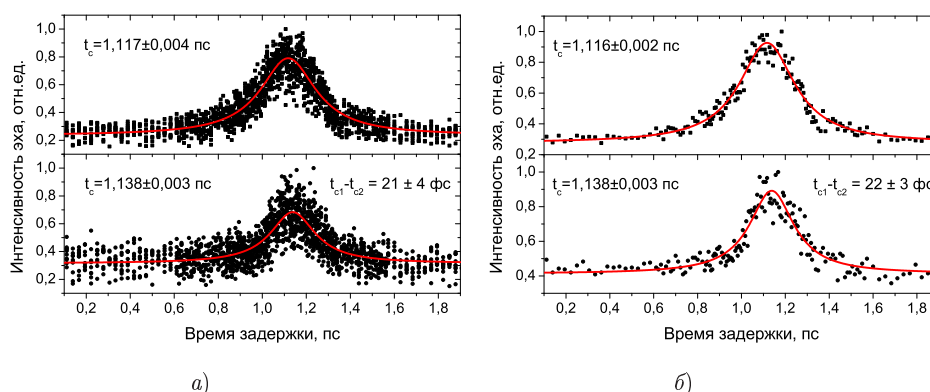 1,0
0,8
0,6
0,4
0,2
t_c=1,117±0,004 пс
1,0
0,8
0,6
0,4
0,2
t_c=1,138±0,003 пс
t_c1-t_c2 = 21 ± 4 фс
0,2 0,4 0,6 0,8 1,0 1,2 1,4 1,6 1,8
Интенсивность эха, отн.ед.
Время задержки, пс
а)
1,0
0,8
0,6
0,4
0,2
t_c=1,116±0,002 пс
1,0
0,8
0,6
0,4
t_c=1,138±0,003 пс
t_c1-t_c2 = 22 ± 3 фс
0,2 0,4 0,6 0,8 1,0 1,2 1,4 1,6 1,8
Интенсивность эха, отн.ед.
Время задержки, пс
б)